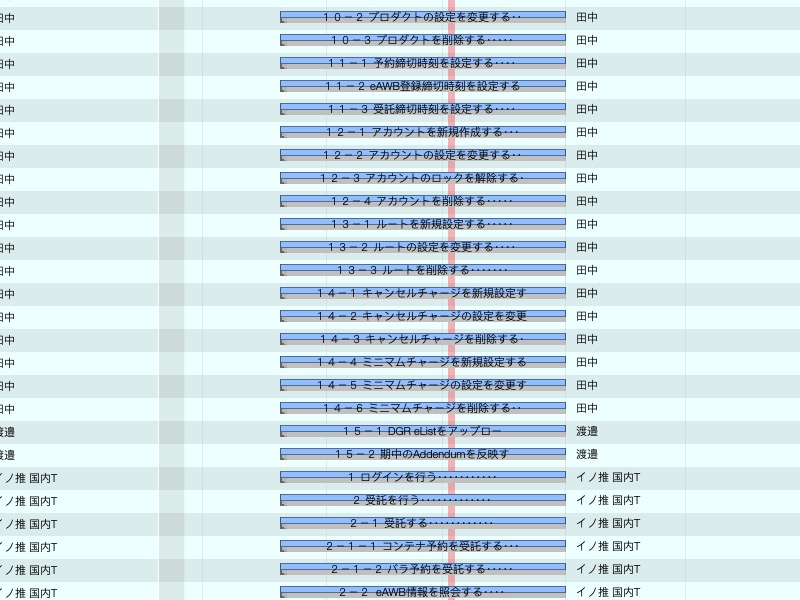 田中 10－2 プロダクトの設定を変更する‥ 田中
田中 10－3 プロダクトを削除する‥‥・ 田中
田中 11－1 予約締切時刻を設定する‥‥ 田中
田中 11－2 eAWB登録締切時刻を設定する 田中
田中 11－3 受託締切時刻を設定する‥‥ 田中
田中 12－1 アカウントを新規作成する‥・ 田中
田中 12－2 アカウントの設定を変更する‥ 田中
田中 12－3 アカウントのロックを解除する・ 田中
田中 12－4 アカウントを削除する‥‥・ 田中
田中 13－1 ルートを新規設定する‥‥・ 田中
田中 13－2 ルートの設定を変更する‥‥ 田中
田中 13－3 ルートを削除する‥‥‥・ 田中
田中 14－1 キャンセルチャージを新規設定す 田中
田中 14－2 キャンセルチャージの設定を変更 田中
田中 14－3 キャンセルチャージを削除する・ 田中
田中 14－4 ミニマムチャージを新規設定する 田中
田中 14－5 ミニマムチャージの設定を変更す 田中
田中 14－6 ミニマムチャージを削除する‥ 田中
渡邉 15－1 DGR eListをアップロー 渡邉
渡邉 15－2 期中のAddendumを反映す 渡邉
イノ推 国内T 1 ログインを行う‥‥‥‥‥・ イノ推 国内T
イノ推 国内T 2 受託を行う‥‥‥‥‥‥・ イノ推 国内T
イノ推 国内T 2－1 受託する‥‥‥‥‥‥ イノ推 国内T
イノ推 国内T 2－1－1 コンテナ予約を受託する‥・ イノ推 国内T
イノ推 国内T 2－1－2 バラ予約を受託する‥‥・ イノ推 国内T
イノ推 国内T 2－2 eAWB情報を照会する‥‥ イノ推 国内T